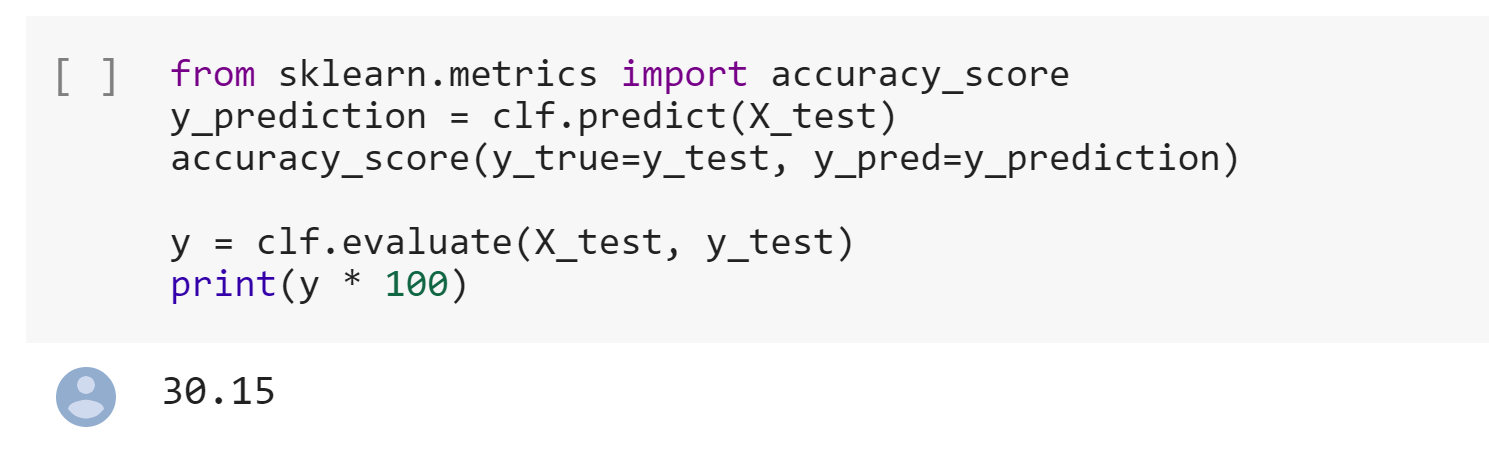 [ ] from sklearn.metrics import accuracy_score
y_prediction = clf.predict(X_test)
accuracy_score(y_true=y_test, y_pred=y_prediction)
y = clf.evaluate(X_test, y_test)
print(y * 100)
30.15